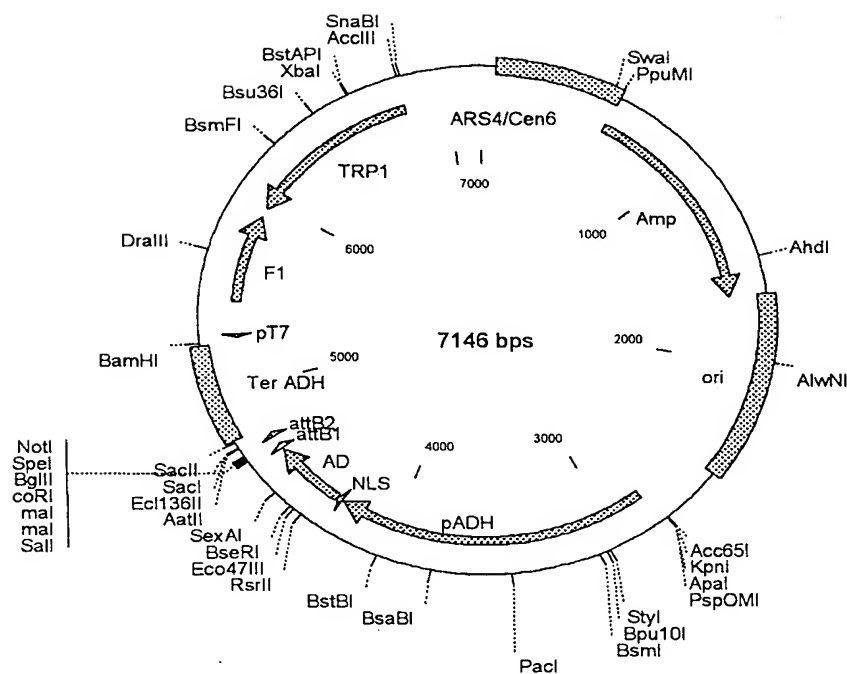 SnaBI
AccIII
BstAPI
XbaI
Bsu36I
BsmFI
SwaI
PpuMI
ARS4/Cen6
TRP1
7000
Amp
1000
6000
DraIII
F1
AhdI
pT7
7146 bps
2000
ori
BamHI
Ter ADH
5000
AlwNI
attB2
attB1
AD
4000
3000
NLS
pADH
NotI
SpeI
BglII
coRI
maI
maI
SalI
SacII
SacI
Ecl136II
AatII
SexAI
BseRI
Eco47III
RsrII
BstBI
BsaBI
PacI
Acc65I
KpnI
ApaI
PspOMI
StyI
Bpu10I
BsmI